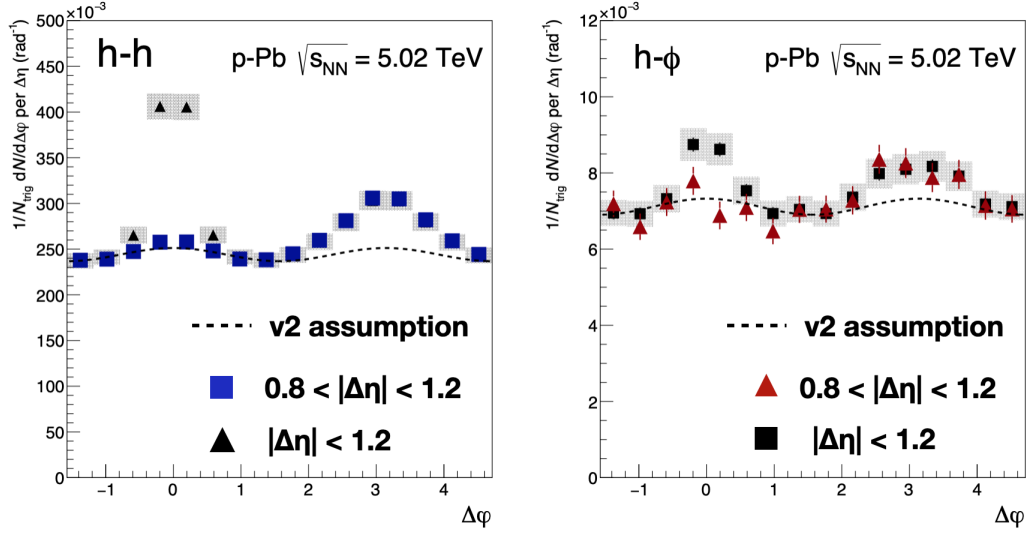 ×10⁻³
1/N_trig dN/dΔφ per Δη (rad⁻¹)
500
450
400
350
300
250
200
150
100
50
0
h-h
p-Pb √s_NN = 5.02 TeV
v2 assumption
0.8 < |Δη| < 1.2
|Δη| < 1.2
−1 0 1 2 3 4
Δφ
×10⁻³
1/N_trig dN/dΔφ per Δη (rad⁻¹)
12
10
8
6
4
2
0
h-ϕ
p-Pb √s_NN = 5.02 TeV
v2 assumption
0.8 < |Δη| < 1.2
|Δη| < 1.2
−1 0 1 2 3 4
Δφ